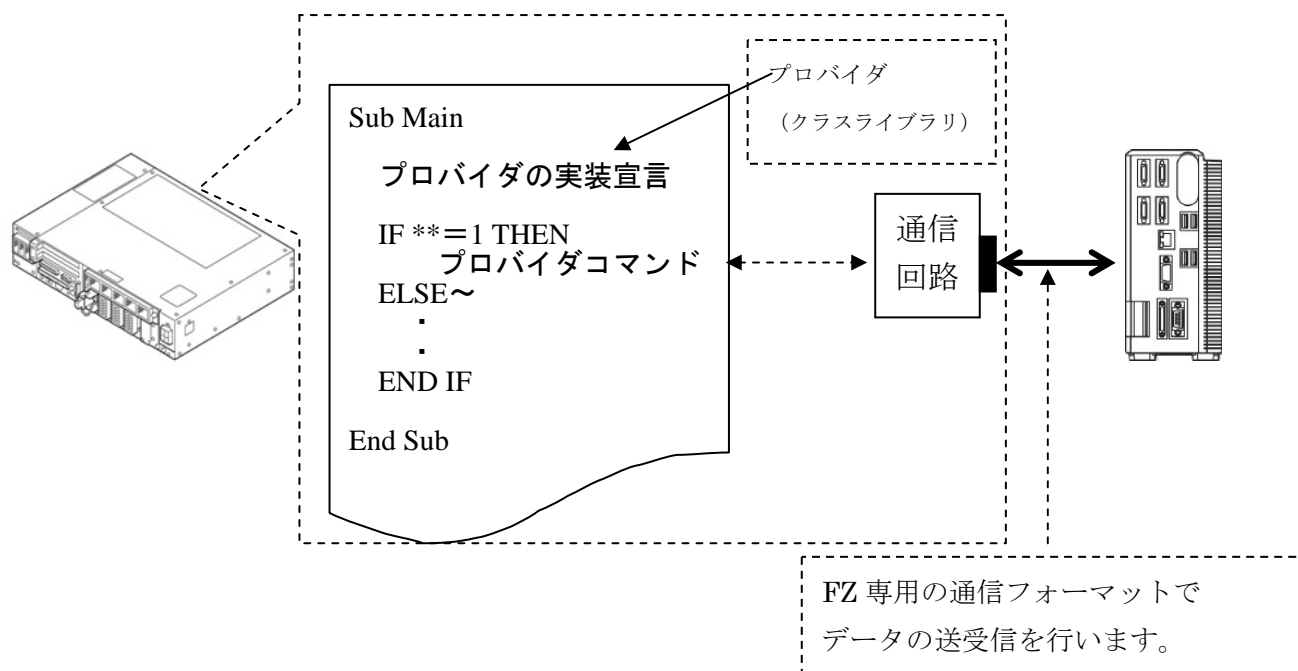 プロバイダ
（クラスライブラリ）
Sub Main
プロバイダの実装宣言
IF **＝1 THEN
プロバイダコマンド
ELSE～
・
・
END IF
End Sub
通信
回路
FZ 専用の通信フォーマットで
データの送受信を行います。